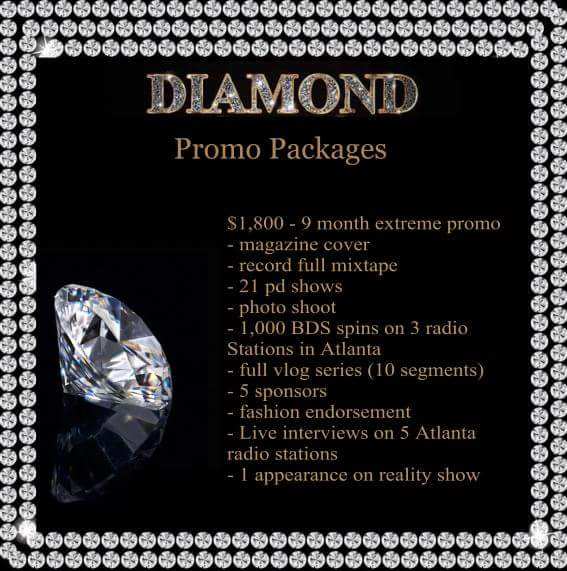 DIAMOND
Promo Packages
$1,800 - 9 month extreme promo
- magazine cover
- record full mixtape
- 21 pd shows
- photo shoot
- 1,000 BDS spins on 3 radio
Stations in Atlanta
- full vlog series (10 segments)
- 5 sponsors
- fashion endorsement
- Live interviews on 5 Atlanta
radio stations
- 1 appearance on reality show